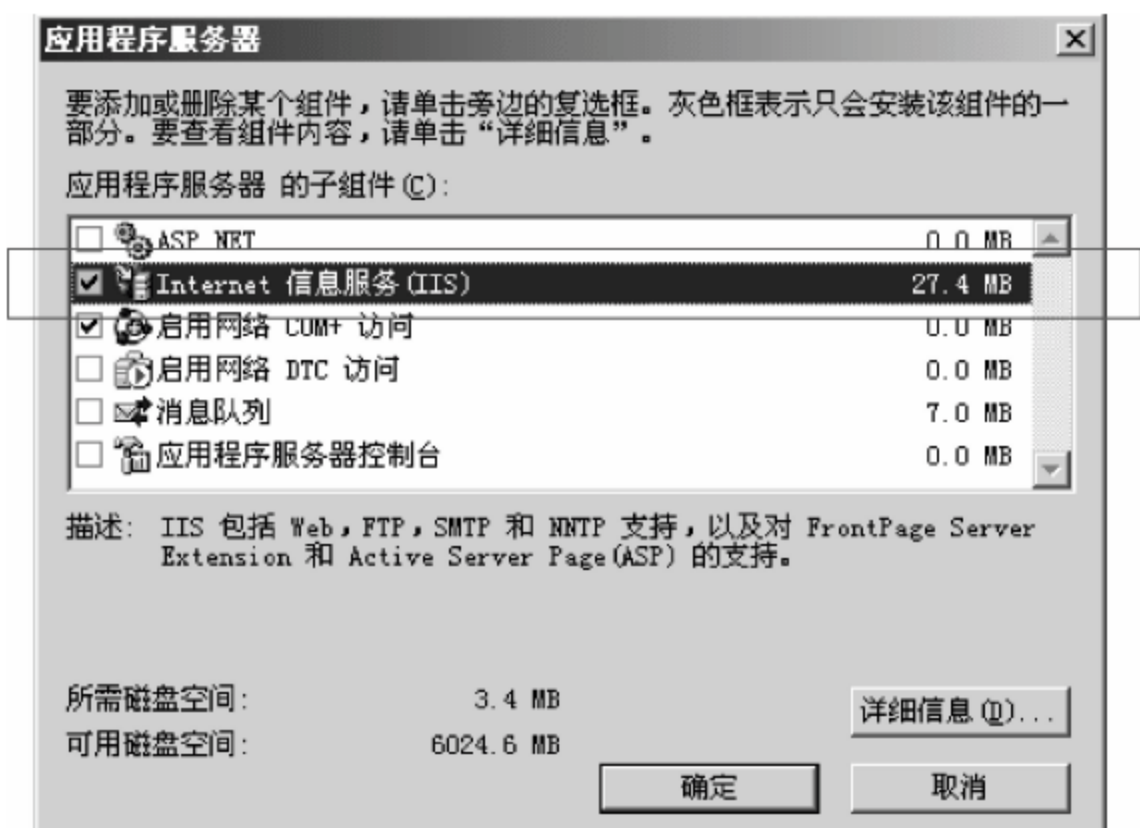 应用程序服务器
要添加或删除某个组件，请单击旁边的复选框。灰色框表示只会安装该组件的一
部分。要查看组件内容，请单击“详细信息”。
应用程序服务器 的子组件(C):
ASP.NET 0.0 MB
Internet 信息服务(IIS) 27.4 MB
启用网络 COM+ 访问 0.0 MB
启用网络 DTC 访问 0.0 MB
消息队列 7.0 MB
应用程序服务器控制台 0.0 MB
描述: IIS 包括 Web，FTP，SMTP 和 NNTP 支持，以及对 FrontPage Server
Extension 和 Active Server Page(ASP) 的支持。
所需磁盘空间: 3.4 MB
详细信息(D)...
可用磁盘空间: 6024.6 MB
确定 取消